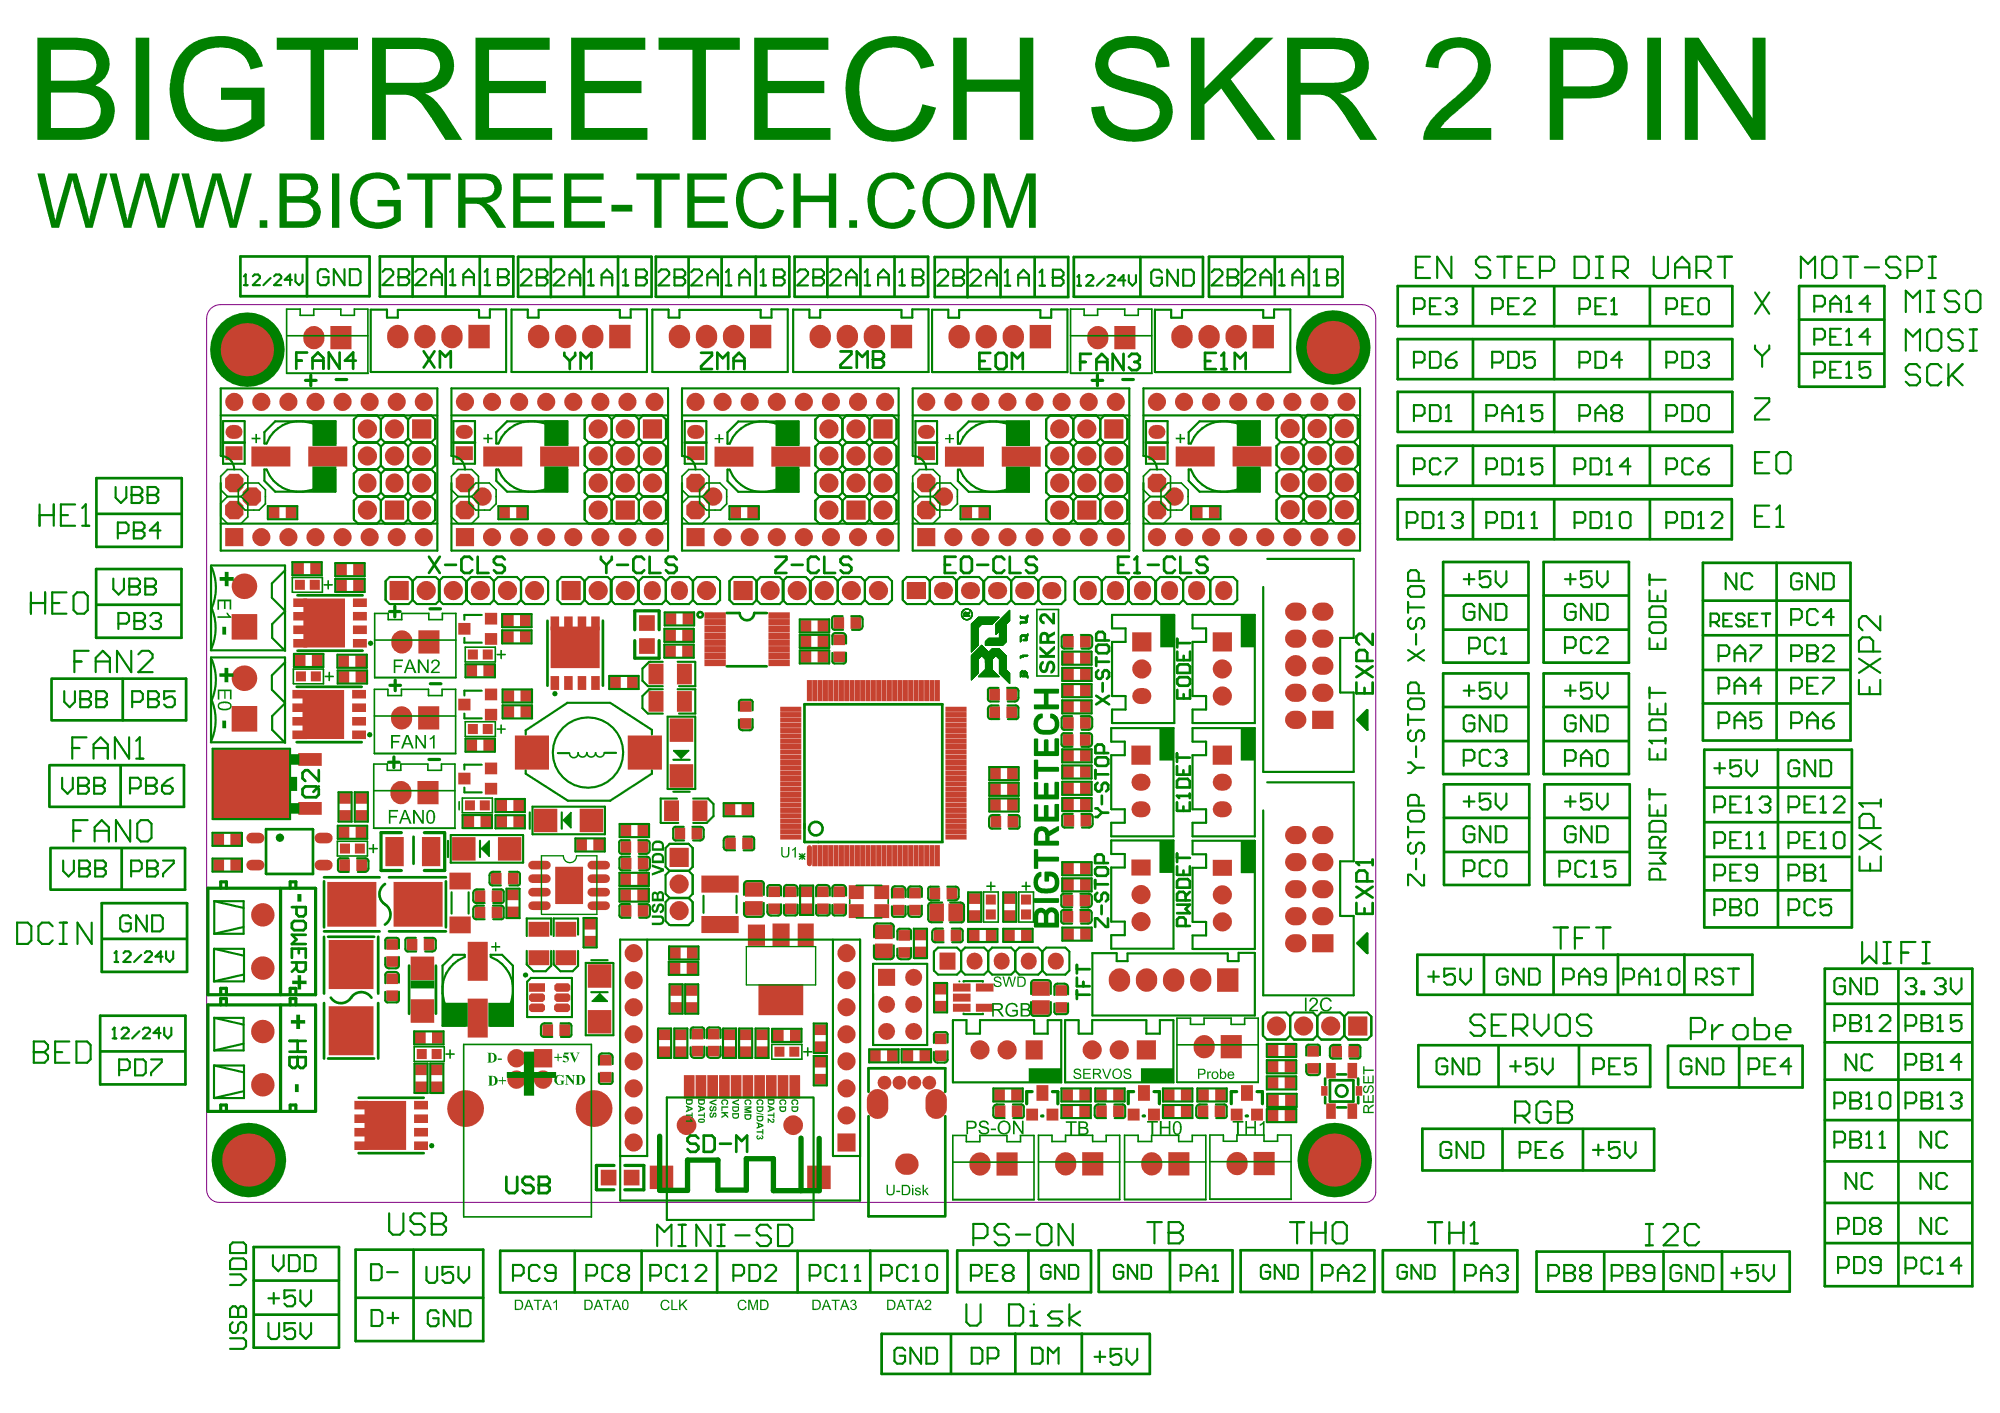 BIGTREETECH SKR 2 PIN
WWW.BIGTREE-TECH.COM
12/24V GND 2B 2A 1A 1B 2B 2A 1A 1B 2B 2A 1A 1B 2B 2A 1A 1B 2B 2A 1A 1B 12/24V GND 2B 2A 1A 1B
FAN4 XM YM ZMA ZMB E0M FAN3 E1M
+ - + -
EN STEP DIR UART
PE3 PE2 PE1 PE0 X
PD6 PD5 PD4 PD3 Y
PD1 PA15 PA8 PD0 Z
PC7 PD15 PD14 PC6 E0
PD13 PD11 PD10 PD12 E1
MOT-SPI
PA14 MISO
PE14 MOSI
PE15 SCK
HE1
VBB
PB4
HE0
VBB
PB3
FAN2
VBB PB5
FAN1
VBB PB6
FAN0
VBB PB7
DCIN
GND
12/24V
BED
12/24V
PD7
X-CLS Y-CLS Z-CLS E0-CLS E1-CLS
+ E1 -
+ E0 -
+ -
FAN2
+ -
FAN1
+ -
FAN0
Q2
-POWER+
+ HB -
U1
*
USB VDD
BIGTREETECH
®
SKR 2
X-STOP
E0DET
Y-STOP
E1DET
Z-STOP
PWRDET
EXP2
EXP1
TFT
SWD
RGB
I2C
SERVOS
Probe
RESET
PS-ON TB TH0 TH1
D- +5V
D+ GND
USB
DAT0
VSS
CLK
VDD
CMD
CD/DAT3
DAT2
CD
CD
SD-M
U-Disk
X-STOP
+5V
GND
PC1
E0DET
+5V
GND
PC2
Y-STOP
+5V
GND
PC3
E1DET
+5V
GND
PA0
Z-STOP
+5V
GND
PC0
PWRDET
+5V
GND
PC15
EXP2
NC GND
RESET PC4
PA7 PB2
PA4 PE7
PA5 PA6
EXP1
+5V GND
PE13 PE12
PE11 PE10
PE9 PB1
PB0 PC5
TFT
+5V GND PA9 PA10 RST
SERVOS
GND +5V PE5
Probe
GND PE4
RGB
GND PE6 +5V
WIFI
GND 3.3V
PB12 PB15
NC PB14
PB10 PB13
PB11 NC
NC NC
PD8 NC
PD9 PC14
USB VDD
VDD
+5V
U5V
USB
D- U5V
D+ GND
MINI-SD
PC9 PC8 PC12 PD2 PC11 PC10
DATA1 DATA0 CLK CMD DATA3 DATA2
PS-ON
PE8 GND
TB
GND PA1
TH0
GND PA2
TH1
GND PA3
I2C
PB8 PB9 GND +5V
U Disk
GND DP DM +5V